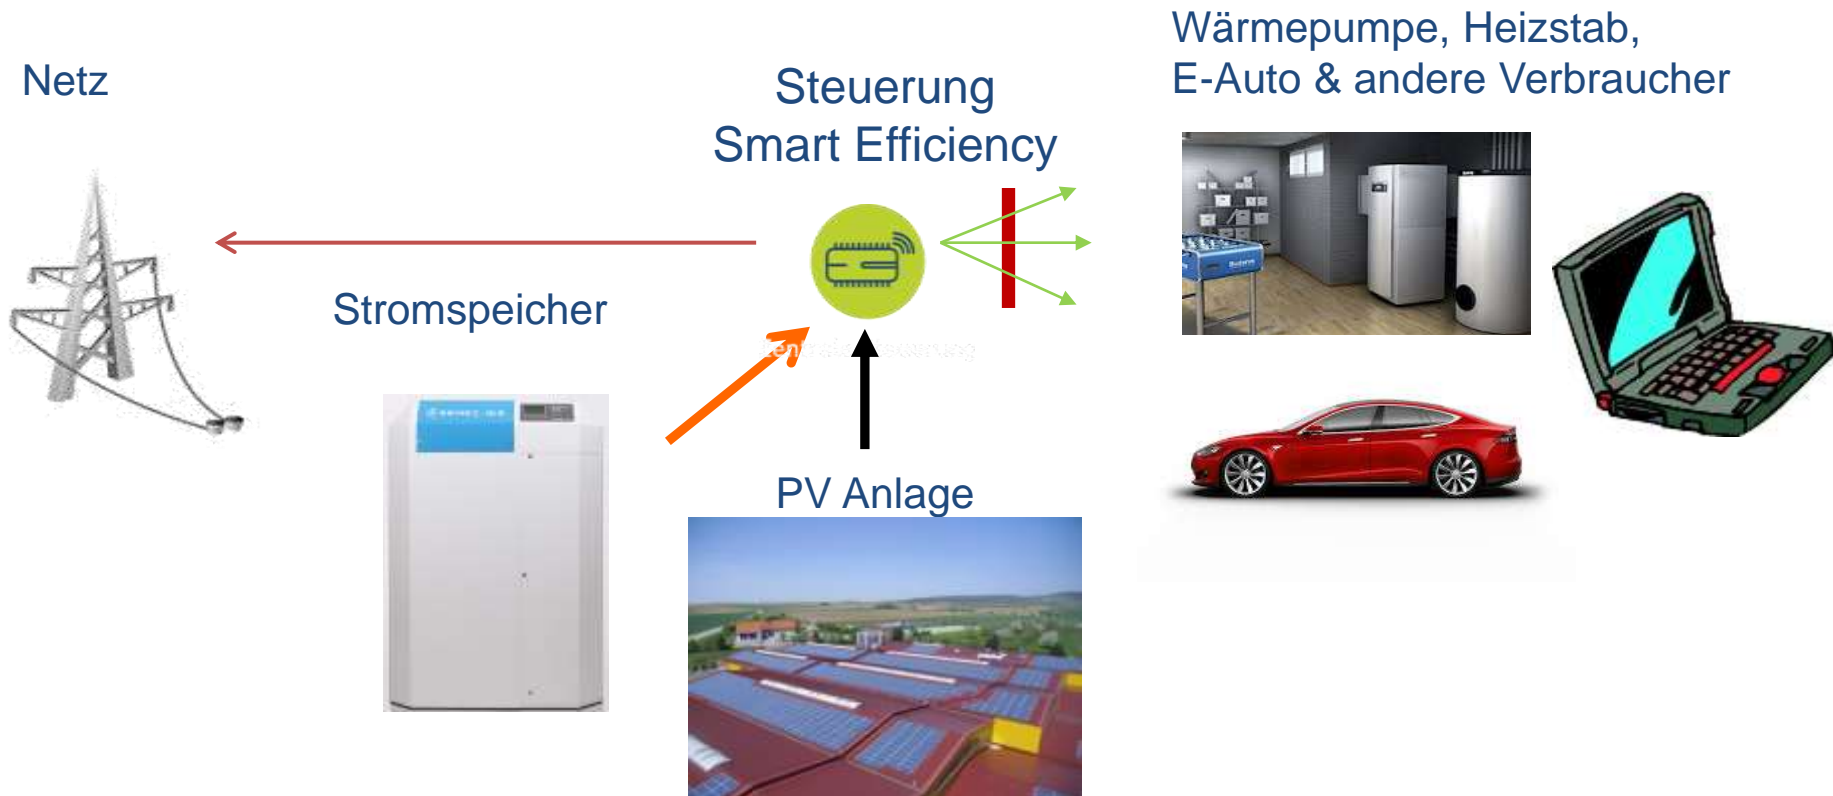 Netz
Steuerung
Smart Efficiency
Wärmepumpe, Heizstab,
E-Auto & andere Verbraucher
Stromspeicher
PV Anlage